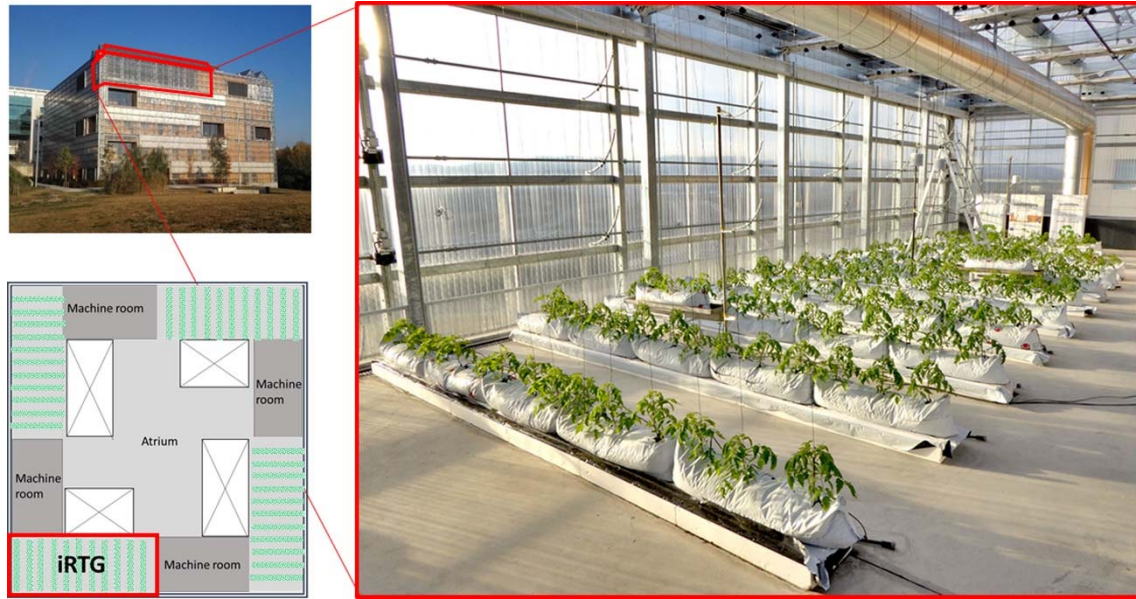 Machine room
Machine
room
Atrium
Machine
room
iRTG
Machine room